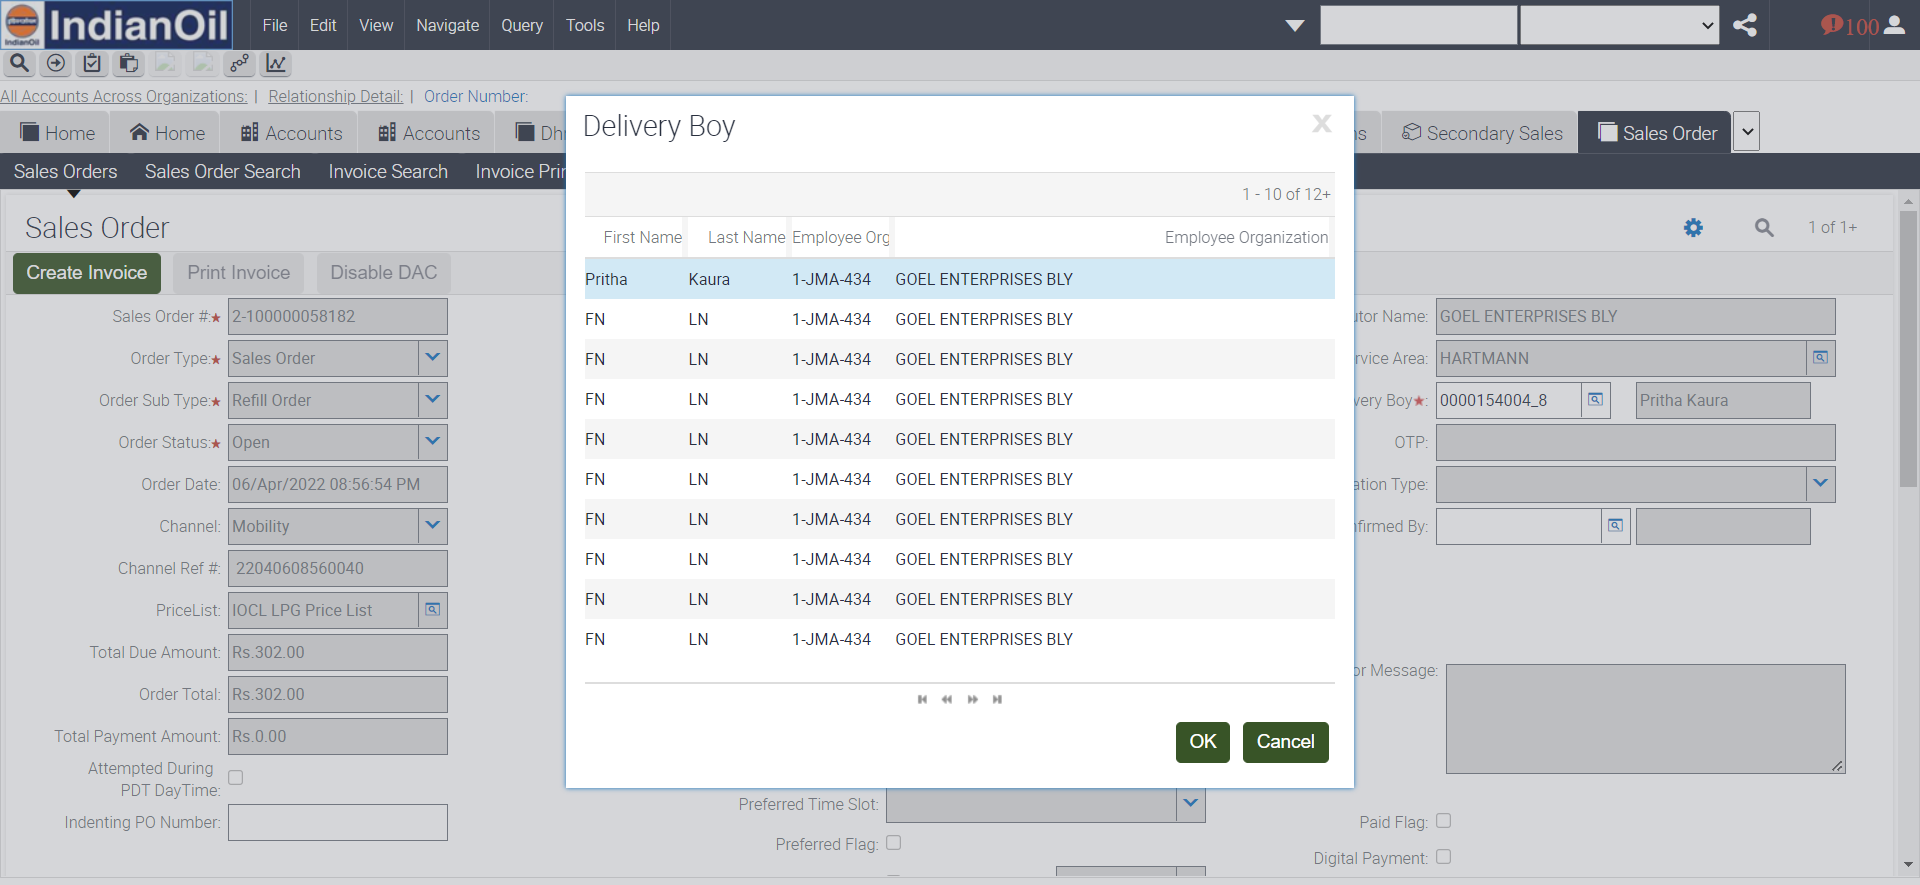 IndianOil
IndianOil
File Edit View Navigate Query Tools Help
100
All Accounts Across Organizations: | Relationship Detail: | Order Number:
Home Home Accounts Accounts Dh Secondary Sales Sales Order
Sales Orders Sales Order Search Invoice Search Invoice Prin
Sales Order
1 of 1+
Create Invoice Print Invoice Disable DAC
Sales Order #:★ 2-100000058182
Order Type:★ Sales Order
Order Sub Type:★ Refill Order
Order Status:★ Open
Order Date: 06/Apr/2022 08:56:54 PM
Channel: Mobility
Channel Ref #: 22040608560040
PriceList: IOCL LPG Price List
Total Due Amount: Rs.302.00
Order Total: Rs.302.00
Total Payment Amount: Rs.0.00
Attempted During
PDT DayTime:
Indenting PO Number:
Delivery Boy X
1 - 10 of 12+
First Name Last Name Employee Org Employee Organization
Pritha Kaura 1-JMA-434 GOEL ENTERPRISES BLY
FN LN 1-JMA-434 GOEL ENTERPRISES BLY
FN LN 1-JMA-434 GOEL ENTERPRISES BLY
FN LN 1-JMA-434 GOEL ENTERPRISES BLY
FN LN 1-JMA-434 GOEL ENTERPRISES BLY
FN LN 1-JMA-434 GOEL ENTERPRISES BLY
FN LN 1-JMA-434 GOEL ENTERPRISES BLY
FN LN 1-JMA-434 GOEL ENTERPRISES BLY
FN LN 1-JMA-434 GOEL ENTERPRISES BLY
FN LN 1-JMA-434 GOEL ENTERPRISES BLY
OK Cancel
Preferred Time Slot:
Preferred Flag:
utor Name: GOEL ENTERPRISES BLY
rvice Area: HARTMANN
very Boy★: 0000154004_8 Pritha Kaura
OTP:
ation Type:
nfirmed By:
or Message:
Paid Flag:
Digital Payment: